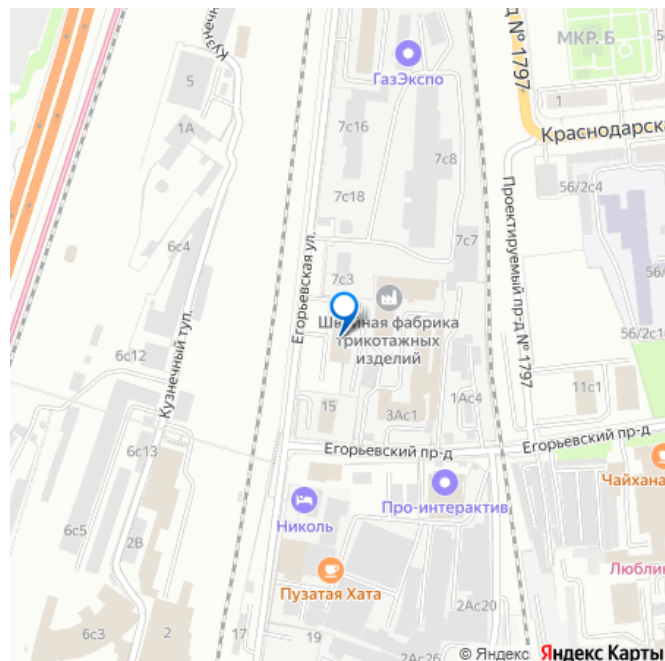 Кузнечн
МКР. Б
5
ГазЭкспо
Д № 1797
5
1
1А
7с16
Краснодарска
7с8
56/2с4
7с18
Проектируемый пр-д № 1797
6с4
Егорьевская ул.
7с7
7с3
Швейная фабрика
трикотажных
изделий
56/2с1
Кузнечный туп.
6с12
11с1
1Ас4
15
3Ас1
Егорьевский пр-д
Егорьевский пр-д
6с13
Чайхана
Про-интерактив
Николь
6с5
2В
Люблин
Пузатая Хата
2Ас20
6с3
2
17
19
2Ас26
© Яндекс
Яндекс Карты